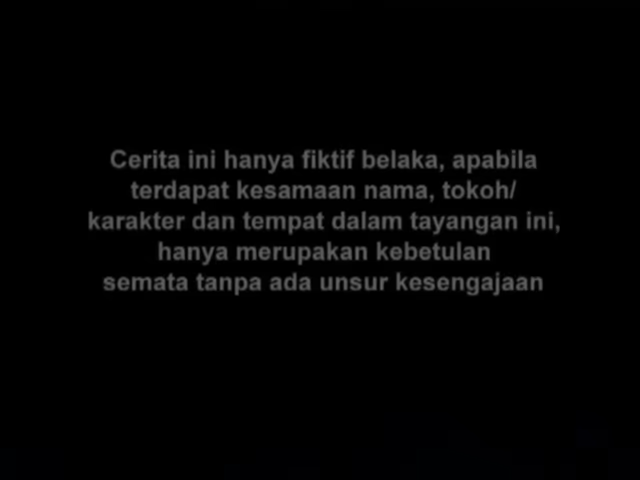 Cerita ini hanya fiktif belaka, apabila
terdapat kesamaan nama, tokoh/
karakter dan tempat dalam tayangan ini,
hanya merupakan kebetulan
semata tanpa ada unsur kesengajaan